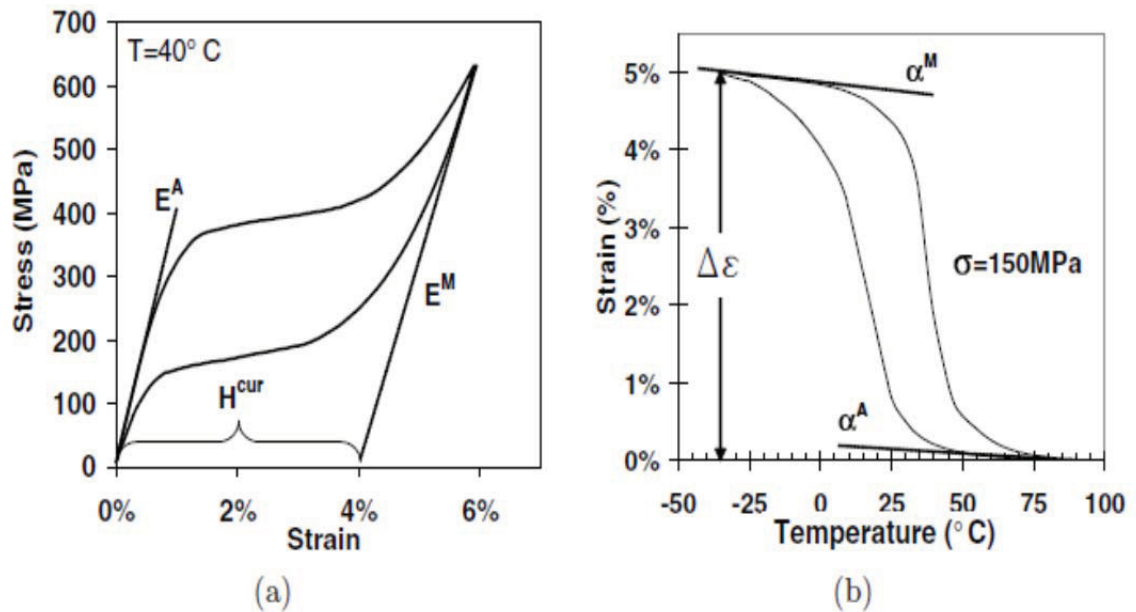 700
T=40° C
600
500
400
300
200
100
0
Stress (MPa)
E^A
E^M
H^cur
0% 2% 4% 6%
Strain
(a)
5%
4%
3%
2%
1%
0%
Strain (%)
α^M
Δε
σ=150MPa
α^A
-50 -25 0 25 50 75 100
Temperature (° C)
(b)